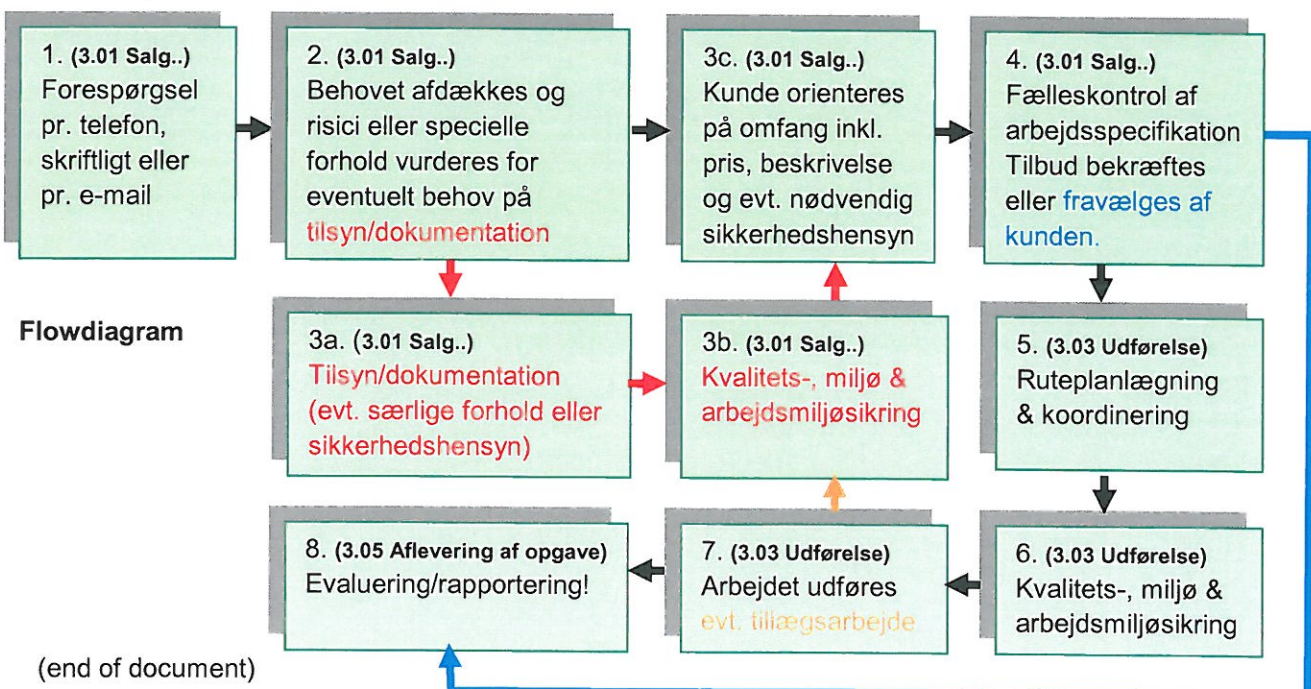 1. (3.01 Salg..)
Forespørgsel
pr. telefon,
skriftligt eller
pr. e-mail
2. (3.01 Salg..)
Behovet afdækkes og
risici eller specielle
forhold vurderes for
eventuelt behov på
tilsyn/dokumentation
3c. (3.01 Salg..)
Kunde orienteres
på omfang inkl.
pris, beskrivelse
og evt. nødvendig
sikkerhedshensyn
4. (3.01 Salg..)
Fælleskontrol af
arbejdsspecifikation
Tilbud bekræftes
eller fravælges af
kunden.
Flowdiagram
3a. (3.01 Salg..)
Tilsyn/dokumentation
(evt. særlige forhold eller
sikkerhedshensyn)
3b. (3.01 Salg..)
Kvalitets-, miljø &
arbejdsmiljøsikring
5. (3.03 Udførelse)
Ruteplanlægning
& koordinering
8. (3.05 Aflevering af opgave)
Evaluering/rapportering!
7. (3.03 Udførelse)
Arbejdet udføres
evt. tillægsarbejde
6. (3.03 Udførelse)
Kvalitets-, miljø &
arbejdsmiljøsikring
(end of document)